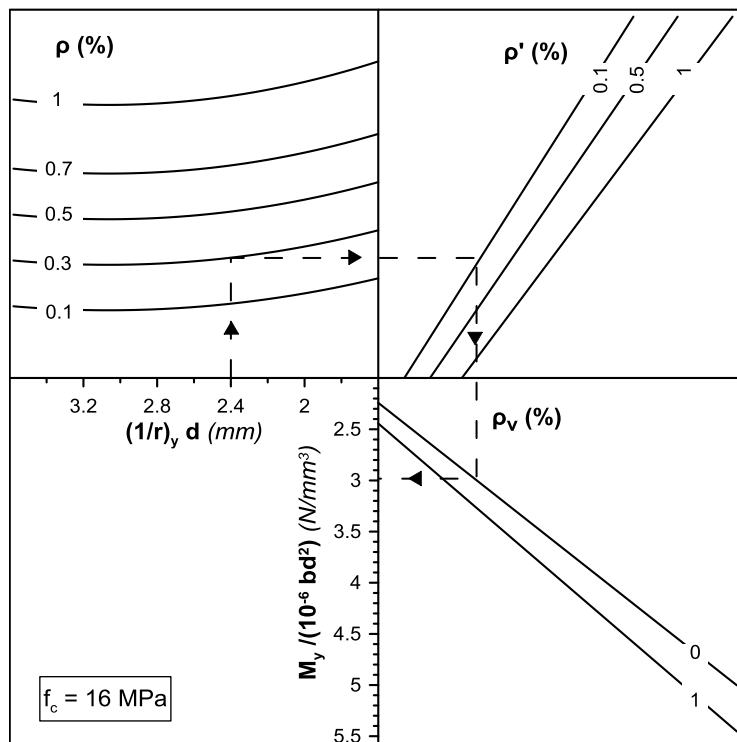 ρ (%)
1
0.7
0.5
0.3
0.1
ρ' (%)
0.1
0.5
1
3.2 2.8 2.4 2
(1/r)y d (mm)
ρv (%)
0
1
2.5
3
3.5
4
4.5
5
5.5
My /(10⁻⁶ bd²) (N/mm³)
fc = 16 MPa